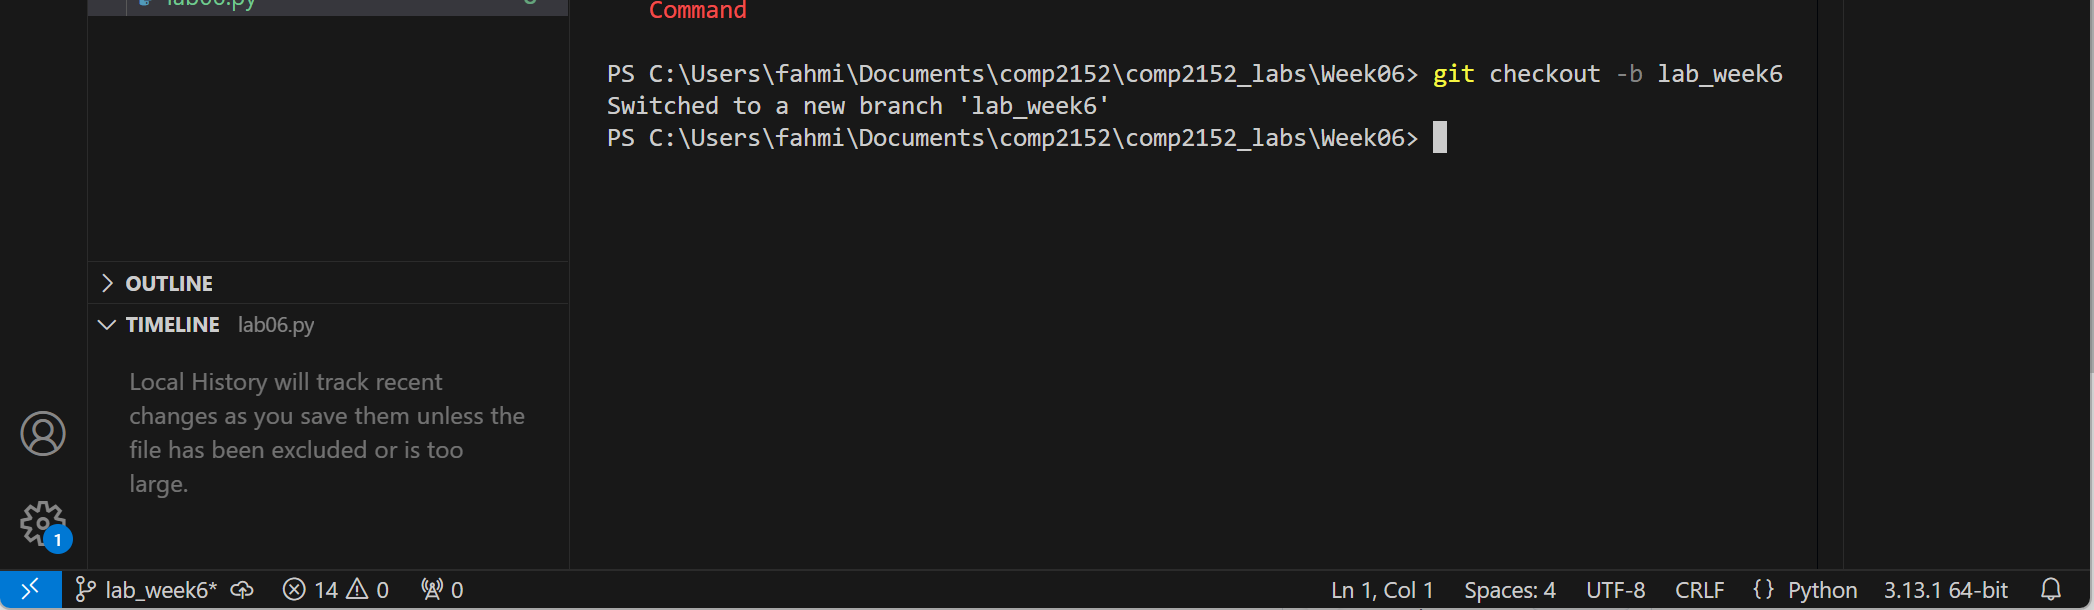 lab06.py
Command
PS C:\Users\fahmi\Documents\comp2152\comp2152_labs\Week06> git checkout -b lab_week6
Switched to a new branch 'lab_week6'
PS C:\Users\fahmi\Documents\comp2152\comp2152_labs\Week06>
OUTLINE
TIMELINE lab06.py
Local History will track recent
changes as you save them unless the
file has been excluded or is too
large.
1
lab_week6* 14 0 0 Ln 1, Col 1 Spaces: 4 UTF-8 CRLF {} Python 3.13.1 64-bit